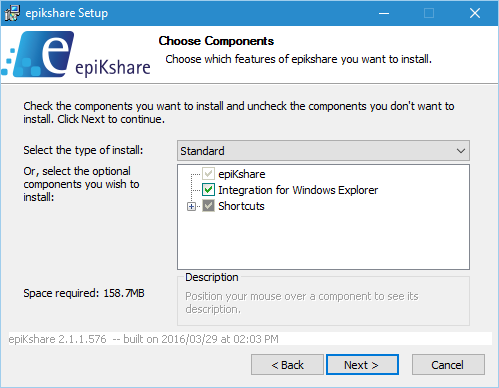 epikshare Setup
e
epiKshare
Choose Components
Choose which features of epikshare you want to install.
Check the components you want to install and uncheck the components you don't want to
install. Click Next to continue.
Select the type of install:
Standard
Or, select the optional
components you wish to
install:
epiKshare
Integration for Windows Explorer
Shortcuts
Space required: 158.7MB
Description
Position your mouse over a component to see its
description.
epiKshare 2.1.1.576 -- built on 2016/03/29 at 02:03 PM
< Back
Next >
Cancel